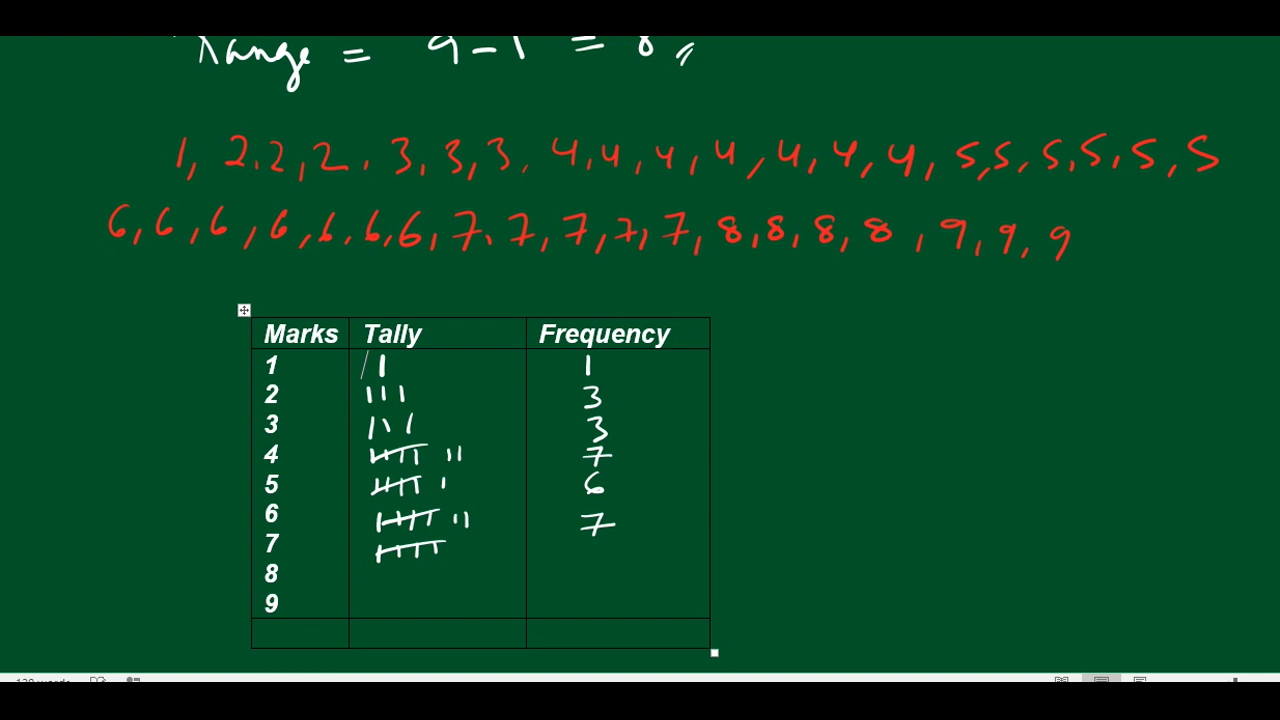 Range = 9 - 1 = 8,
1, 2, 2, 2, 3, 3, 3, 4, 4, 4, 4, 4, 4, 4, 5, 5, 5, 5, 5, 5
6, 6, 6, 6, 6, 6, 6, 7, 7, 7, 7, 7, 8, 8, 8, 8, 9, 9, 9
Marks Tally Frequency
1 | 1
2 ||| 3
3 ||| 3
4 |||| || 7
5 |||| | 6
6 |||| || 7
7 ||||
8
9